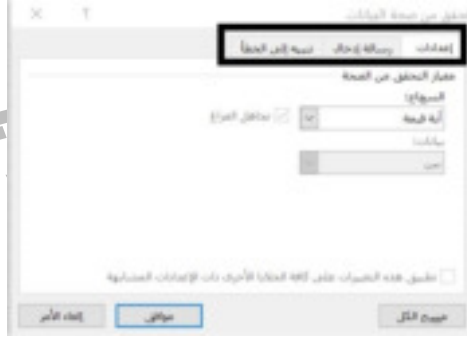 التحقق من صحة البيانات
إعدادات رسالة إدخال تنبيه إلى الخطأ
معيار التحقق من الصحة
السماح:
أية قيمة تجاهل الفراغ
بيانات:
بين
تطبيق هذه التغييرات على كافة الخلايا الأخرى ذات الإعدادات المتشابهة
مسح الكل موافق إلغاء الأمر